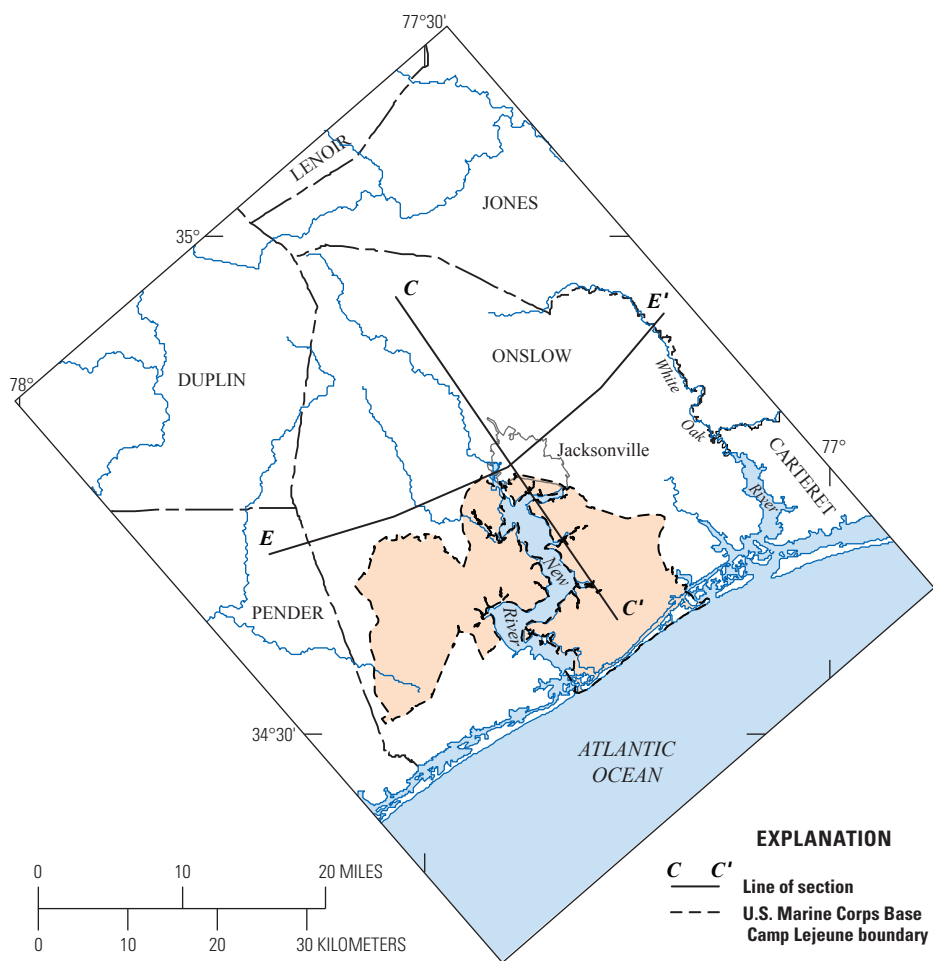 77°30'
LENOIR
JONES
35°
C
E'
ONSLOW
White
DUPLIN
78°
Oak
Jacksonville
77°
CARTERET
River
E
New
C'
PENDER
River
34°30'
ATLANTIC
OCEAN
EXPLANATION
0 10 20 MILES
C C'
Line of section
U.S. Marine Corps Base
Camp Lejeune boundary
0 10 20 30 KILOMETERS